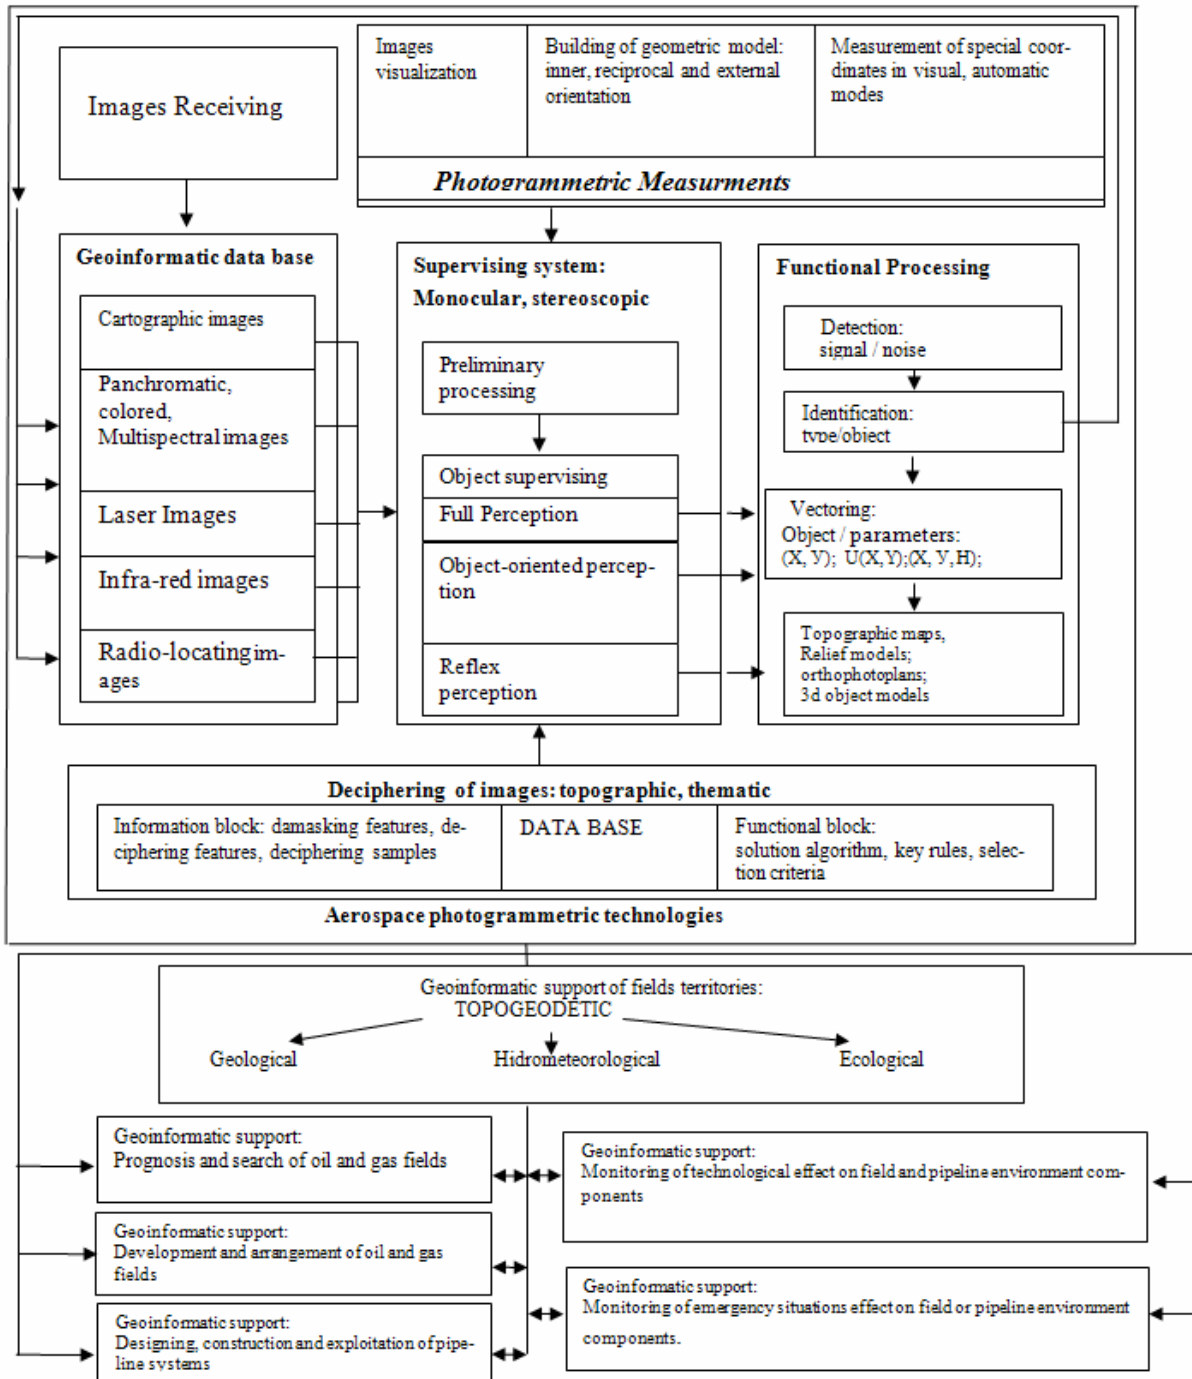 Images Receiving
Images
visualization
Building of geometric model:
inner, reciprocal and external
orientation
Measurement of special coor-
dinates in visual, automatic
modes
Photogrammetric Measurments
Geoinformatic data base
Cartographic images
Panchromatic,
colored,
Multispectral images
Laser Images
Infra-red images
Radio-locating im-
ages
Supervising system:
Monocular, stereoscopic
Preliminary
processing
Object supervising
Full Perception
Object-oriented percep-
tion
Reflex
perception
Functional Processing
Detection:
signal / noise
Identification:
type/object
Vectoring:
Object / parameters:
(X, У); U(X,Y);(X, У,H);
Topographic maps,
Relief models;
orthophotoplans;
3d object models
Deciphering of images: topographic, thematic
Information block: damasking features, de-
ciphering features, deciphering samples
DATA BASE
Functional block:
solution algorithm, key rules, selec-
tion criteria
Aerospace photogrammetric technologies
Geoinformatic support of fields territories:
TOPOGEODETIC
Geological
Hidrometeorological
Ecological
Geoinformatic support:
Prognosis and search of oil and gas fields
Geoinformatic support:
Development and arrangement of oil and gas
fields
Geoinformatic support:
Designing, construction and exploitation of pipe-
line systems
Geoinformatic support:
Monitoring of technological effect on field and pipeline environment com-
ponents
Geoinformatic support:
Monitoring of emergency situations effect on field or pipeline environment
components.